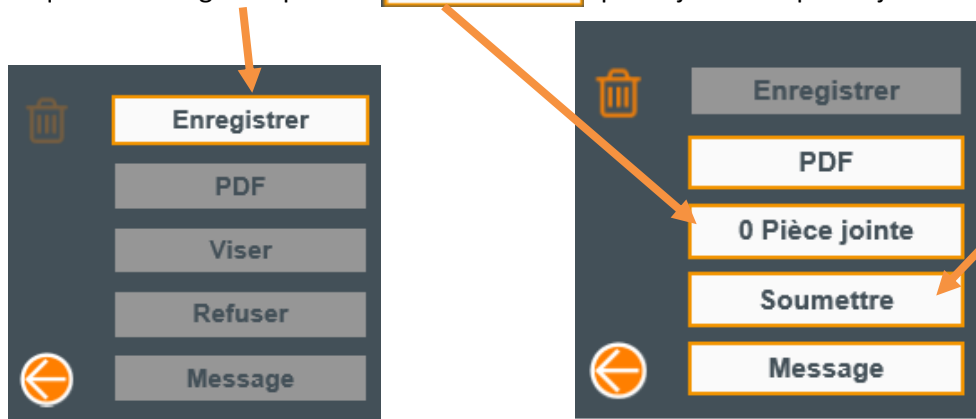 Enregistrer
PDF
Viser
Refuser
Message
Enregistrer
PDF
0 Pièce jointe
Soumettre
Message